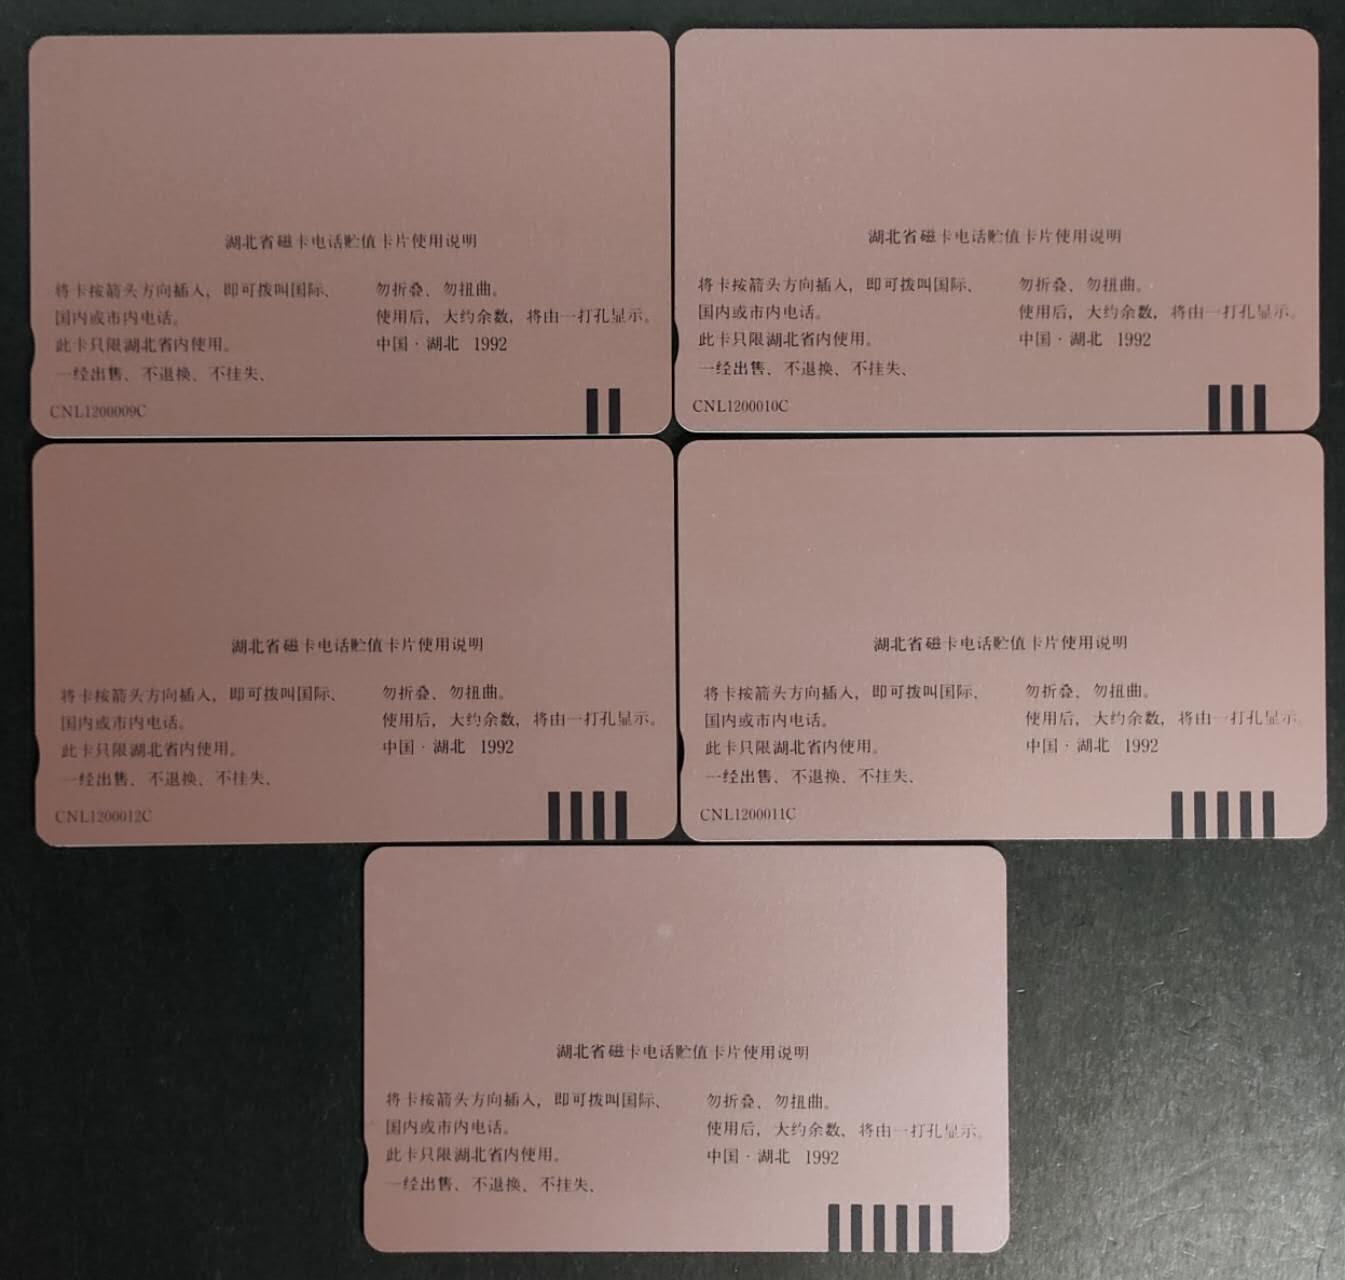 湖北省磁卡电话贮值卡片使用说明
将卡按箭头方向插入，即可拨叫国际、
国内或市内电话。
此卡只限湖北省内使用。
一经出售、不退换、不挂失、
勿折叠、勿扭曲。
使用后，大约余数，将由一打孔显示。
中国·湖北 1992
CNL1200009C
湖北省磁卡电话贮值卡片使用说明
将卡按箭头方向插入，即可拨叫国际、
国内或市内电话。
此卡只限湖北省内使用。
一经出售、不退换、不挂失、
勿折叠、勿扭曲。
使用后，大约余数，将由一打孔显示。
中国·湖北 1992
CNL1200010C
湖北省磁卡电话贮值卡片使用说明
将卡按箭头方向插入，即可拨叫国际、
国内或市内电话。
此卡只限湖北省内使用。
一经出售、不退换、不挂失、
勿折叠、勿扭曲。
使用后，大约余数，将由一打孔显示。
中国·湖北 1992
CNL1200012C
湖北省磁卡电话贮值卡片使用说明
将卡按箭头方向插入，即可拨叫国际、
国内或市内电话。
此卡只限湖北省内使用。
一经出售、不退换、不挂失、
勿折叠、勿扭曲。
使用后，大约余数，将由一打孔显示。
中国·湖北 1992
CNL1200011C
湖北省磁卡电话贮值卡片使用说明
将卡按箭头方向插入，即可拨叫国际、
国内或市内电话。
此卡只限湖北省内使用。
一经出售、不退换、不挂失、
勿折叠、勿扭曲。
使用后，大约余数、将由一打孔显示。
中国·湖北 1992